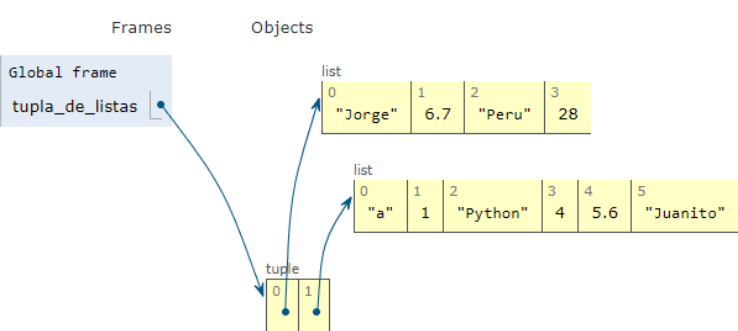 Frames Objects
Global frame
tupla_de_listas
list
0 1 2 3
"Jorge" 6.7 "Peru" 28
list
0 1 2 3 4 5
"a" 1 "Python" 4 5.6 "Juanito"
tuple
0 1